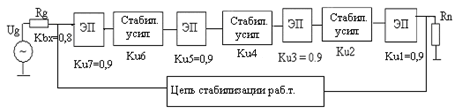 Rg
Ug
Kвх=0,8
ЭП
Стабил. усил
ЭП
Стабил. усил
ЭП
Стабил. усил
ЭП
Rn
Ku7=0,9
Ku6
Ku5=0,9
Ku4
Ku3 = 0.9
Ku2
Ku1=0,9
Цепь стабилизации раб.т.